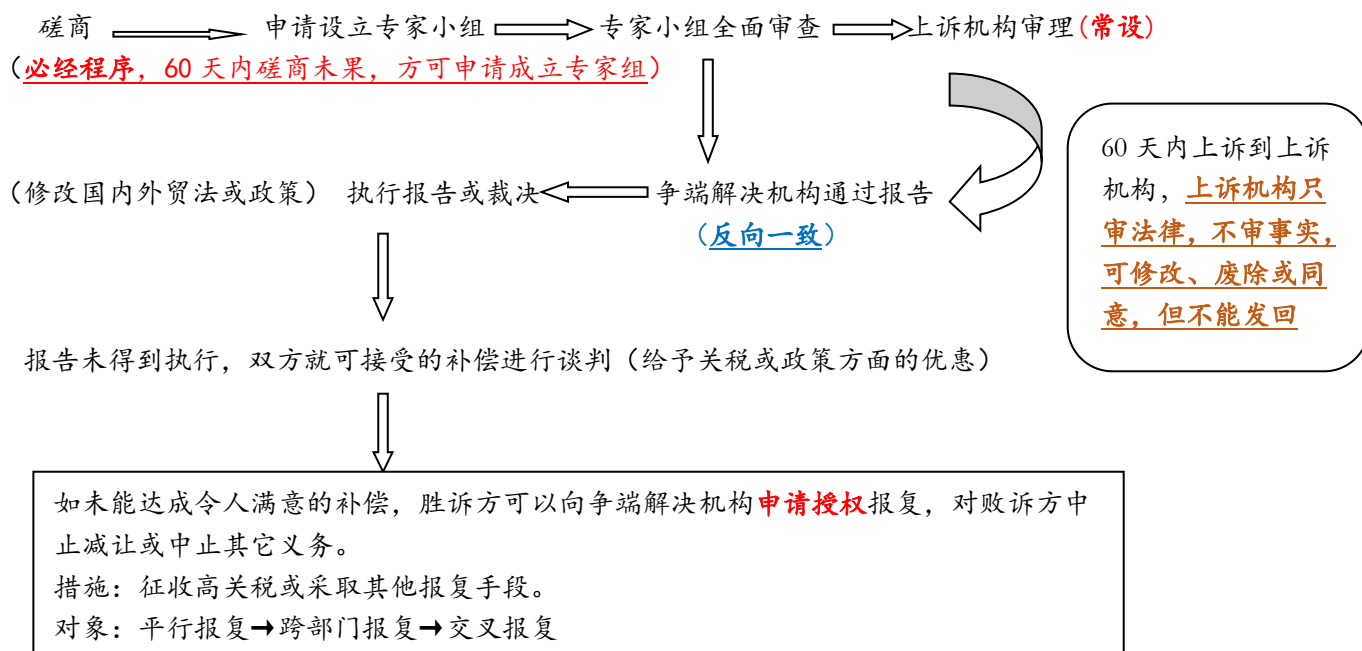 磋商 申请设立专家小组 专家小组全面审查 上诉机构审理(常设)
（必经程序，60 天内磋商未果，方可申请成立专家组）
60 天内上诉到上诉
机构，上诉机构只
审法律，不审事实，
可修改、废除或同
意，但不能发回
（修改国内外贸法或政策） 执行报告或裁决 争端解决机构通过报告
（反向一致）
报告未得到执行，双方就可接受的补偿进行谈判（给予关税或政策方面的优惠）
如未能达成令人满意的补偿，胜诉方可以向争端解决机构申请授权报复，对败诉方中
止减让或中止其它义务。
措施：征收高关税或采取其他报复手段。
对象：平行报复→跨部门报复→交叉报复